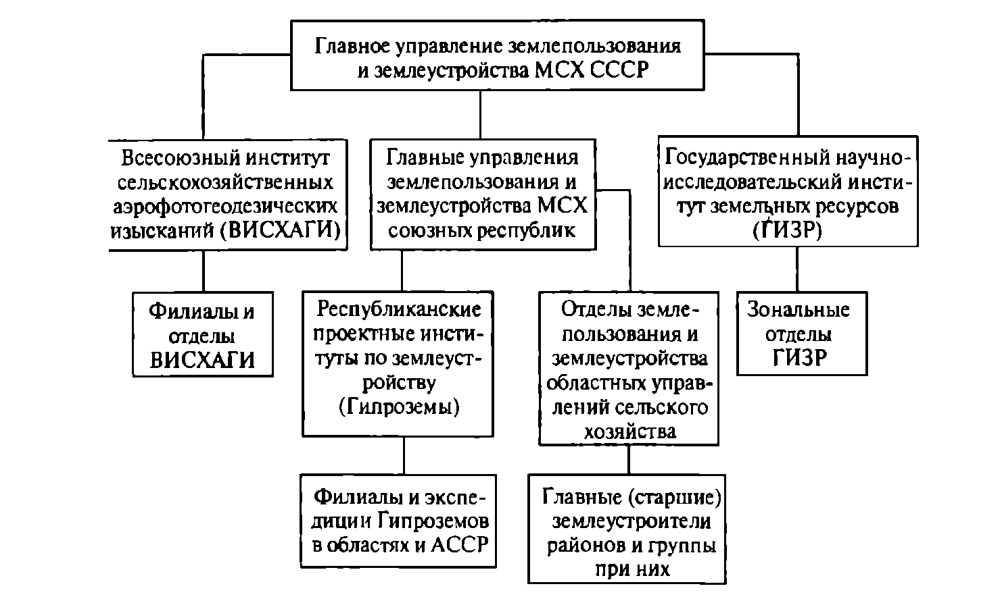 Главное управление землепользования
и землеустройства МСХ СССР
Всесоюзный институт
сельскохозяйственных
аэрофотогеодезических
изысканий (ВИСХАГИ)
Главные управления
землепользования и
землеустройства МСХ
союзных республик
Государственный научно-
исследовательский инсти-
тут земельных ресурсов
(ГИЗР)
Филиалы и
отделы
ВИСХАГИ
Республиканские
проектные инсти-
туты по землеуст-
ройству
(Гипроземы)
Отделы земле-
пользования и
землеустройства
областных управ-
лений сельского
хозяйства
Зональные
отделы
ГИЗР
Филиалы и экспе-
диции Гипроземов
в областях и АССР
Главные (старшие)
землеустроители
районов и группы
при них